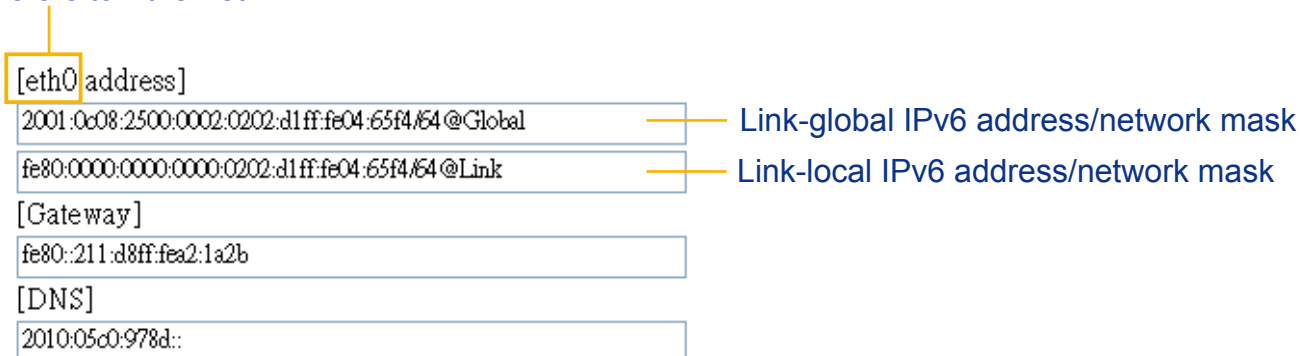 [eth0 address]
2001:0c08:2500:0002:0202:d1ff:fe04:65f4/64@Global
Link-global IPv6 address/network mask
fe80:0000:0000:0000:0202:d1ff:fe04:65f4/64@Link
Link-local IPv6 address/network mask
[Gateway]
fe80::211:d8ff:fea2:1a2b
[DNS]
2010:05c0:978d::